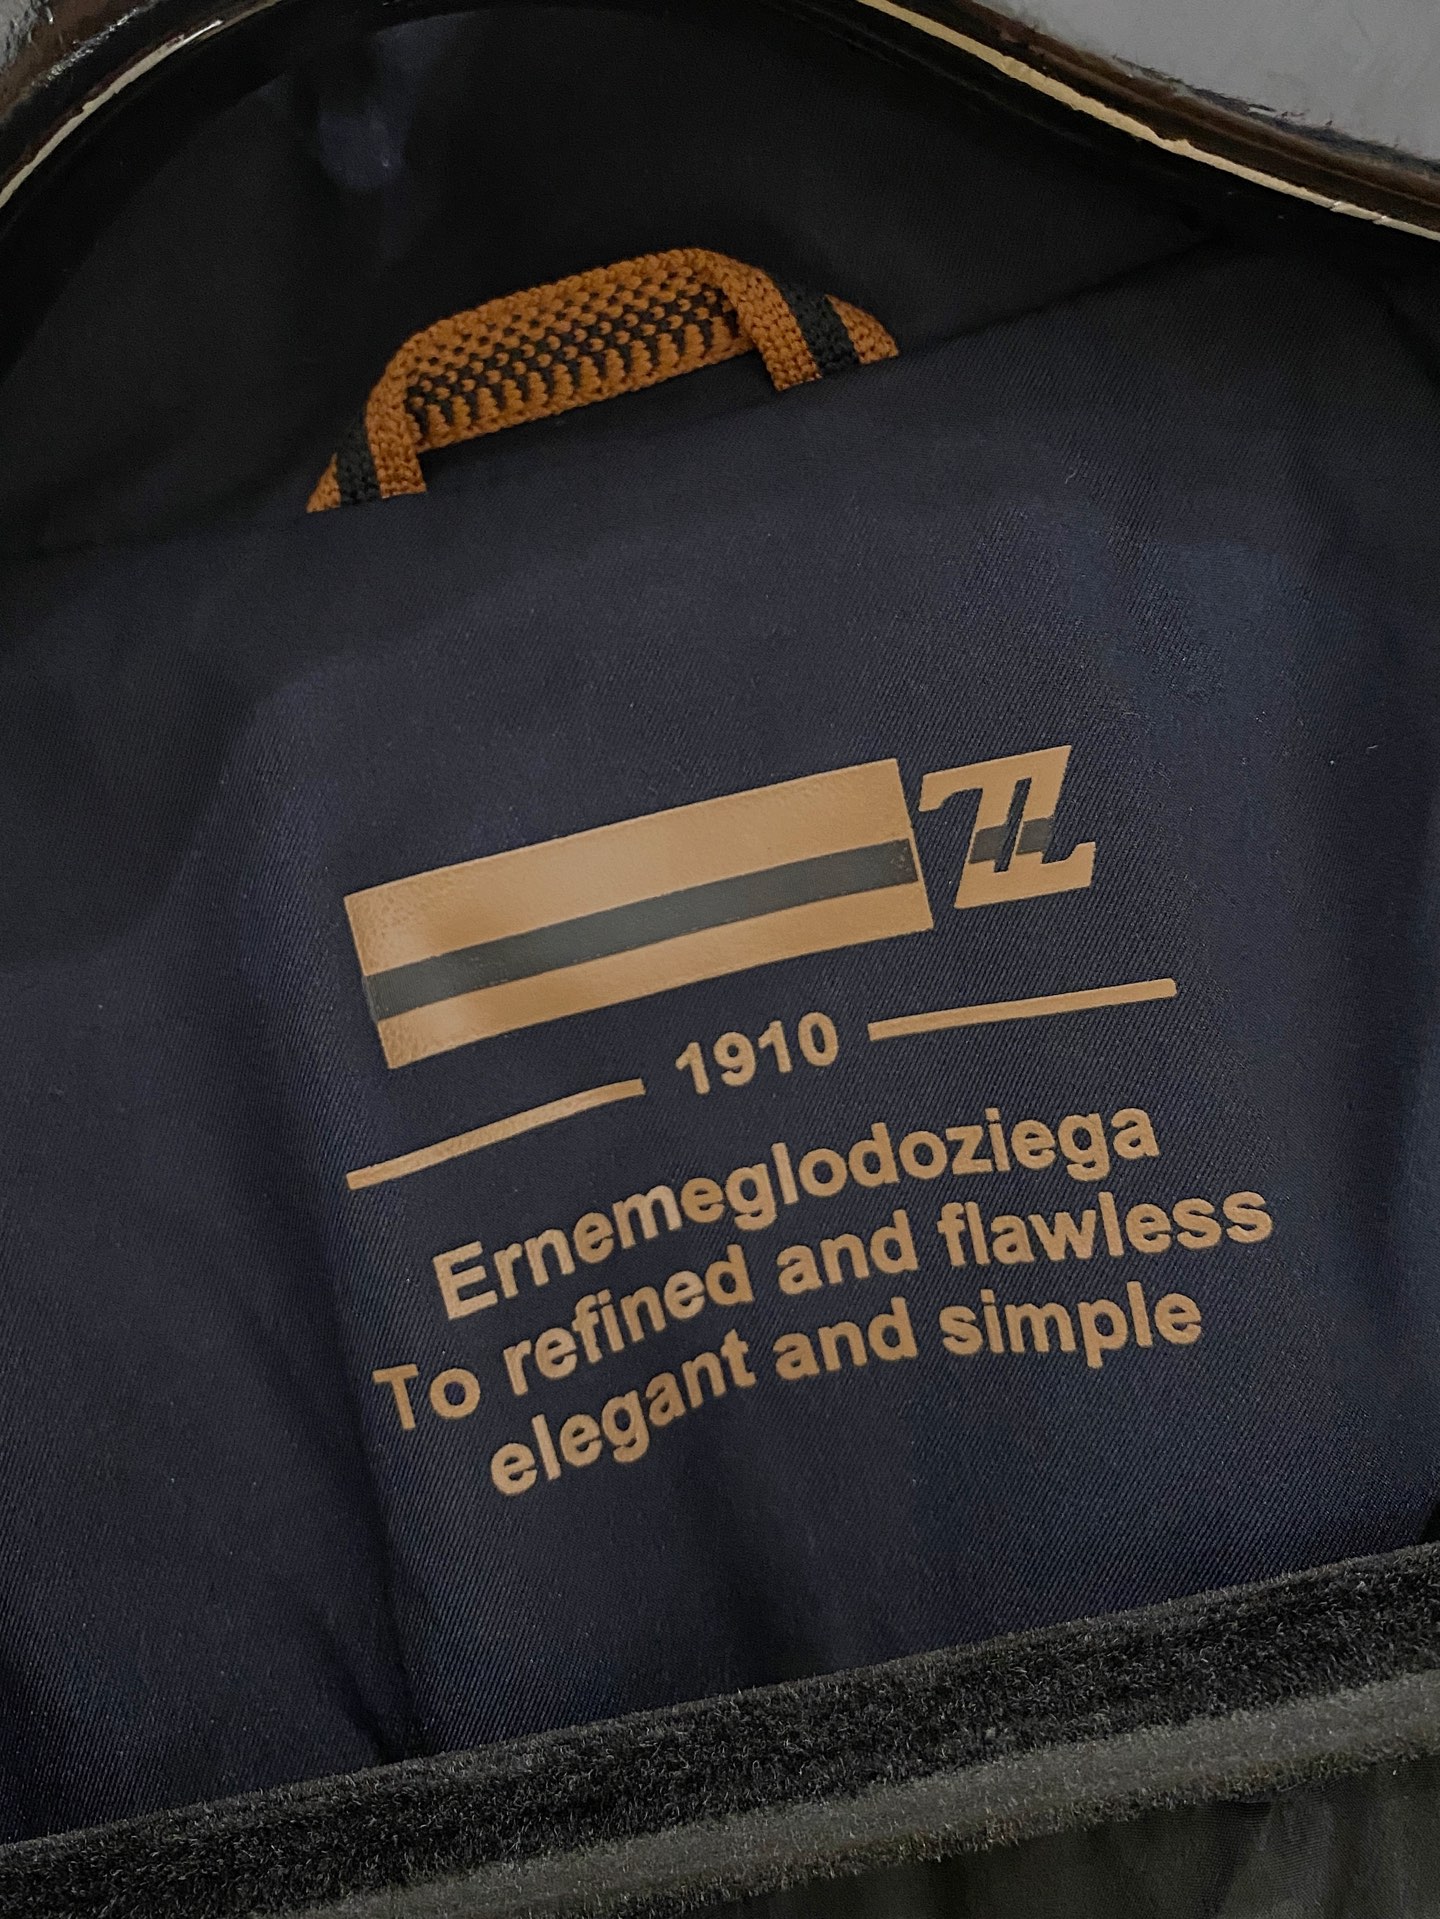 Z
1910
Ernemeglodoziega
To refined and flawless
elegant and simple